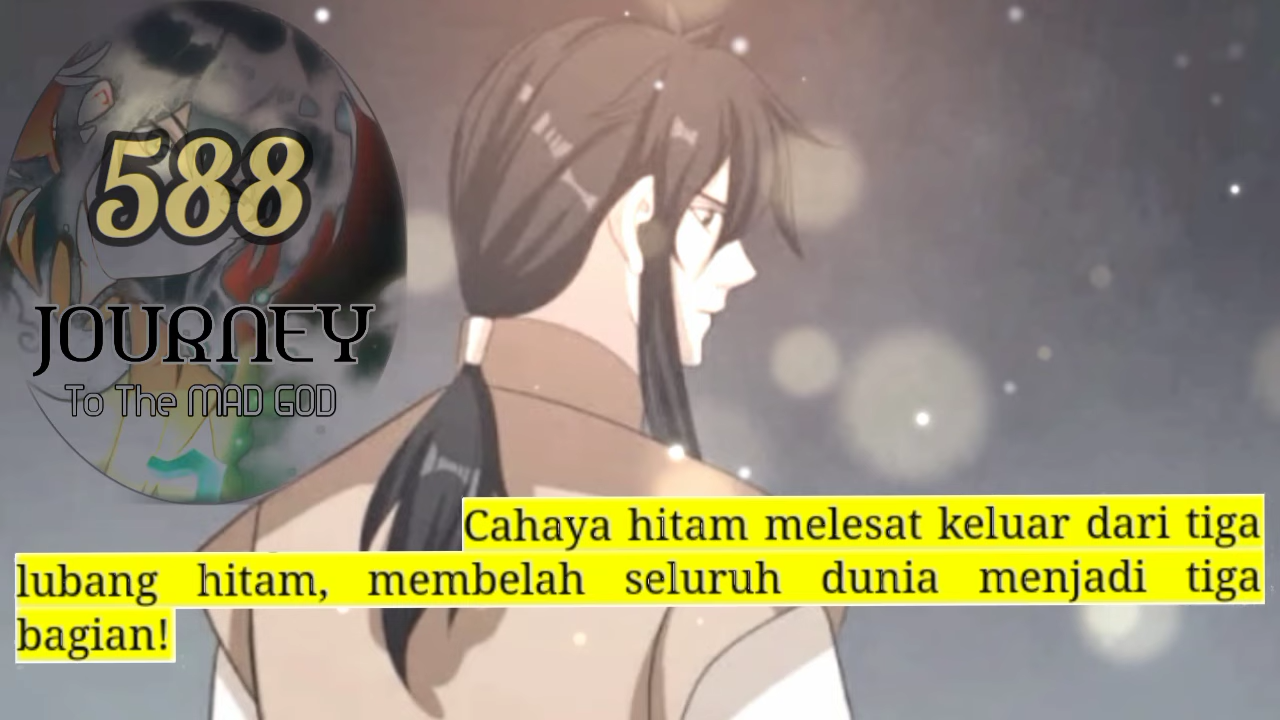 588
JOURNEY
To The MAD GOD
Cahaya hitam melesat keluar dari tiga
lubang hitam, membelah seluruh dunia menjadi tiga
bagian!